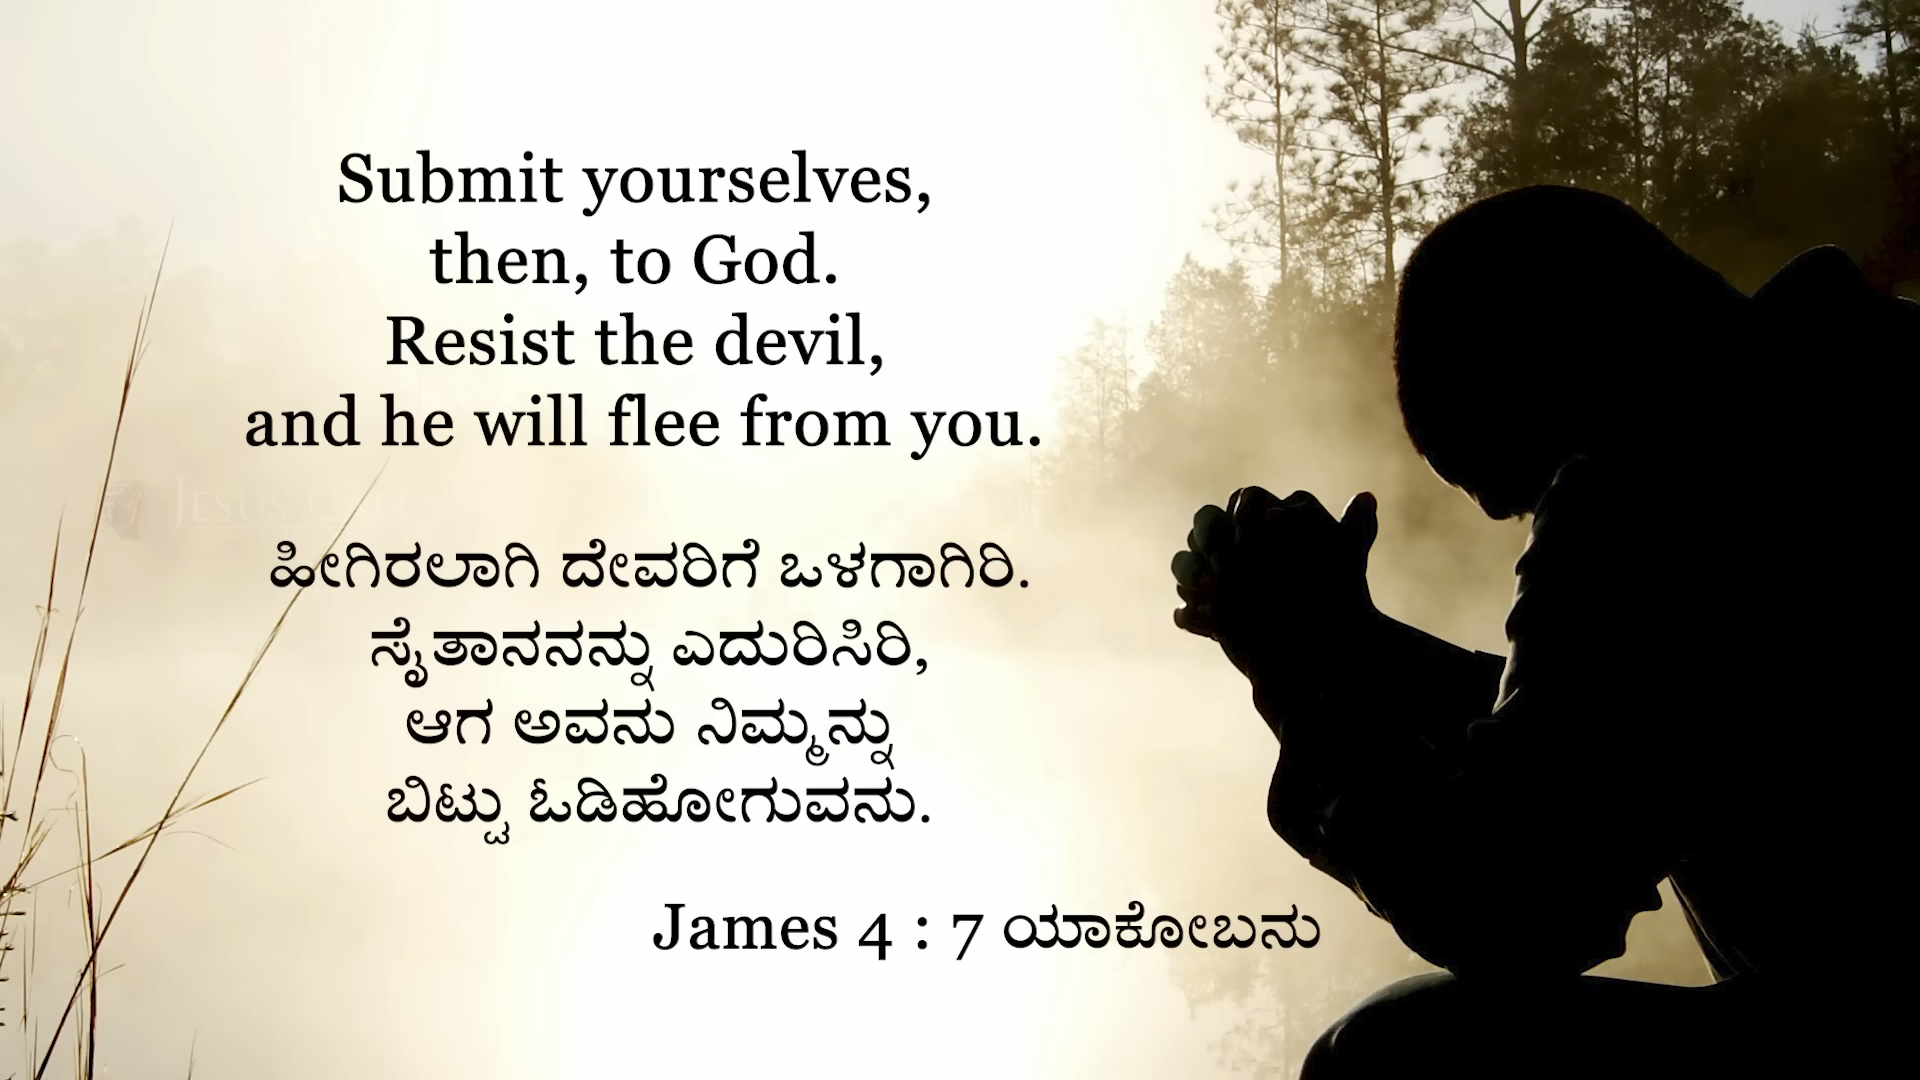 Submit yourselves,
then, to God.
Resist the devil,
and he will flee from you.
ಹೀಗಿರಲಾಗಿ ದೇವರಿಗೆ ಒಳಗಾಗಿರಿ.
ಸೈತಾನನನ್ನು ಎದುರಿಸಿರಿ,
ಆಗ ಅವನು ನಿಮ್ಮನ್ನು
ಬಿಟ್ಟು ಓಡಿಹೋಗುವನು.
James 4 : 7 ಯಾಕೋಬನು